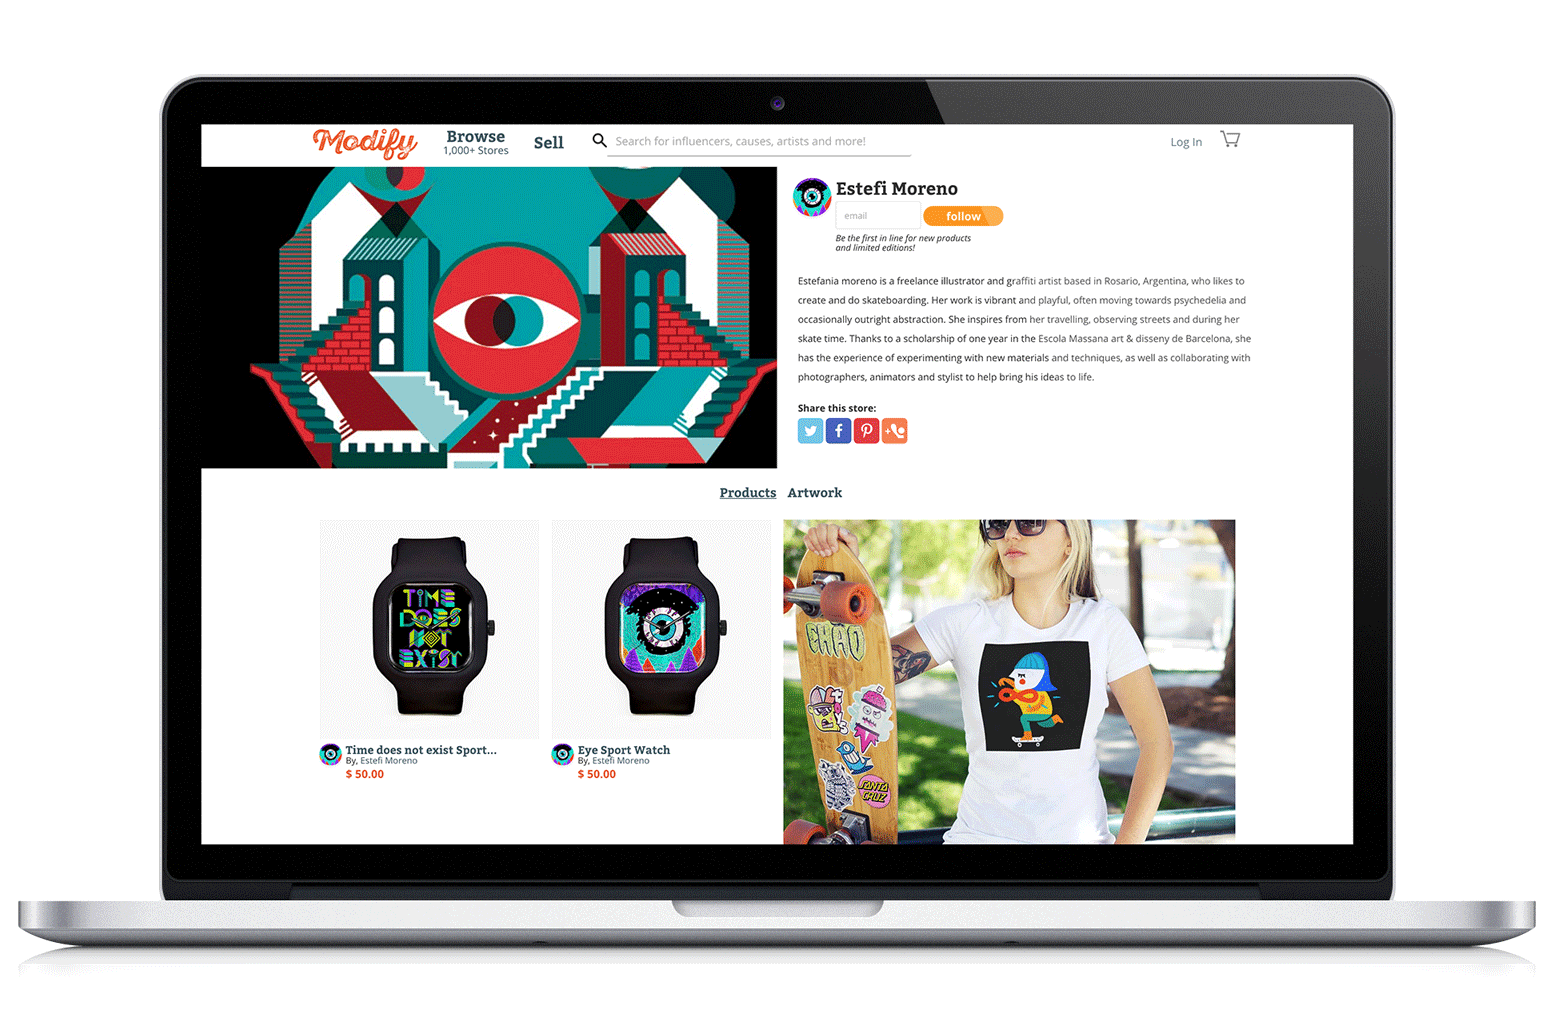 Modify
Browse
1,000+ Stores
Sell
Search for influencers, causes, artists and more!
Log In
Estefi Moreno
email
follow
Be the first in line for new products
and limited editions!
Estefania moreno is a freelance illustrator and graffiti artist based in Rosario, Argentina, who likes to
create and do skateboarding. Her work is vibrant and playful, often moving towards psychedelia and
occasionally outright abstraction. She inspires from her travelling, observing streets and during her
skate time. Thanks to a scholarship of one year in the Escola Massana art & disseny de Barcelona, she
has the experience of experimenting with new materials and techniques, as well as collaborating with
photographers, animators and stylist to help bring his ideas to life.
Share this store:
Products Artwork
TIME
DOES
NOT
EXIST
CHAO
SANTA
CRUZ
Time does not exist Sport...
By, Estefi Moreno
$ 50.00
Eye Sport Watch
By, Estefi Moreno
$ 50.00